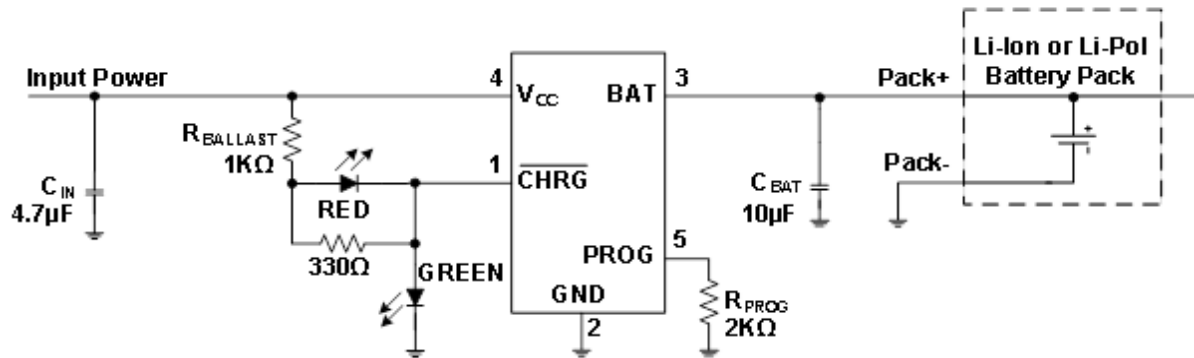 Li-Ion or Li-Pol
Battery Pack
Input Power
4
3
Pack+
VCC
BAT
RBALLAST
1KΩ
1
CHRG
Pack-
CIN
4.7µF
RED
CBAT
10µF
330Ω
GREEN
PROG
5
GND
2
RPROG
2KΩ
+
-